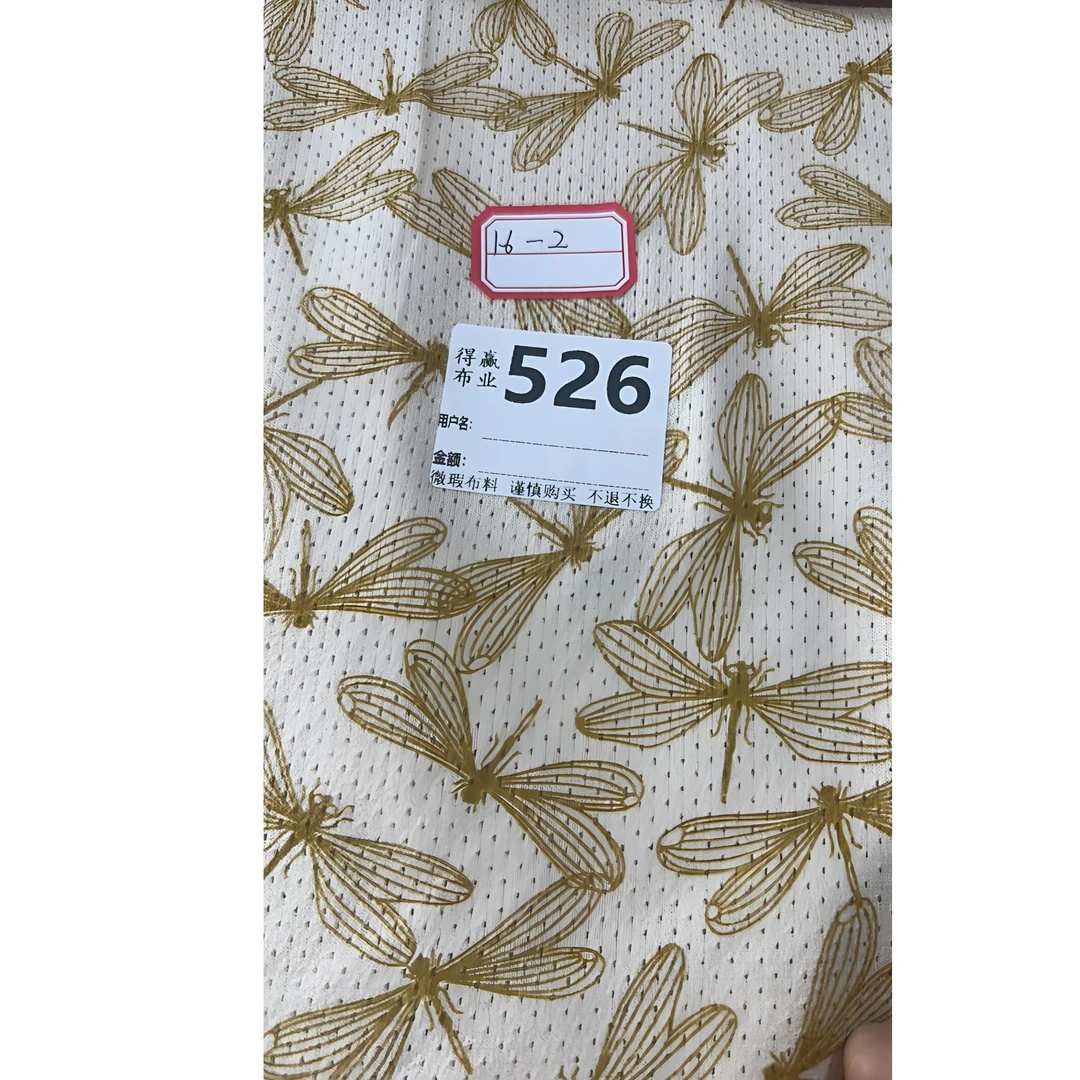 16-2
得赢
布业
526
用户名:
金额:
微瑕布料 谨慎购买 不退不换